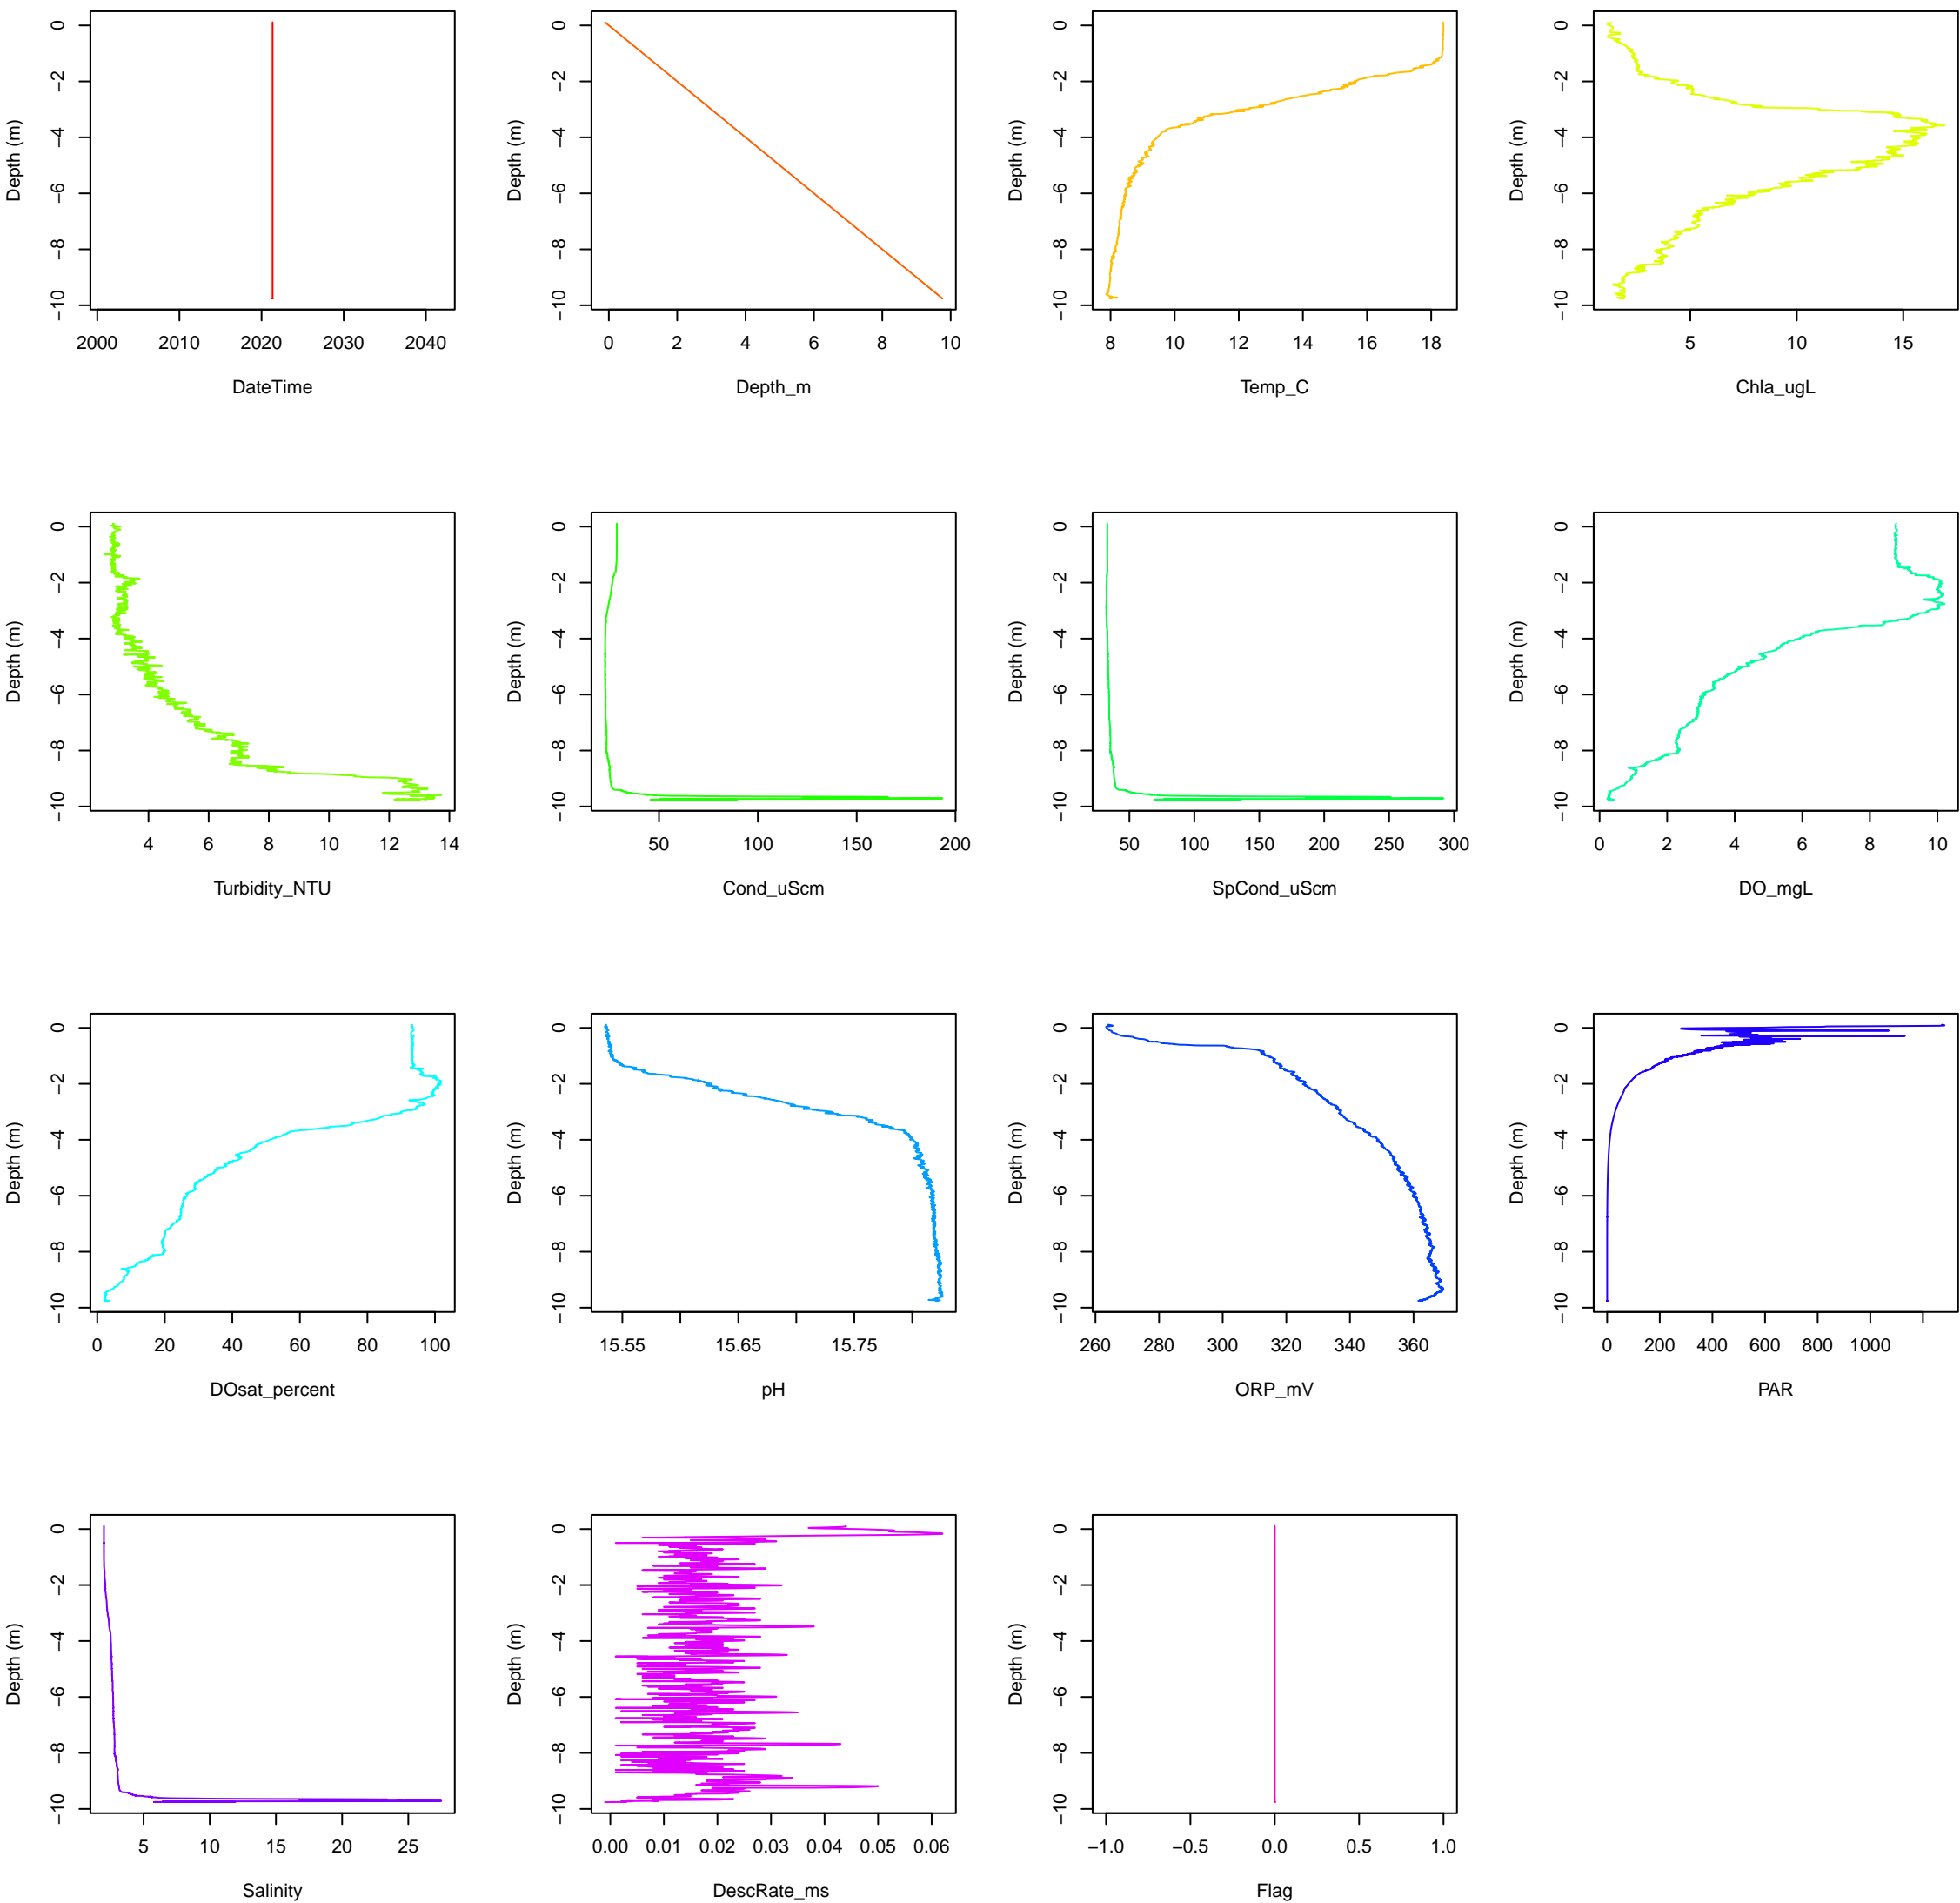 Depth (m)
0
−2
−4
−6
−8
−10
2000 2010 2020 2030 2040
DateTime
Depth (m)
0
−2
−4
−6
−8
−10
0 2 4 6 8 10
Depth_m
Depth (m)
0
−2
−4
−6
−8
−10
8 10 12 14 16 18
Temp_C
Depth (m)
0
−2
−4
−6
−8
−10
5 10 15
Chla_ugL
Depth (m)
0
−2
−4
−6
−8
−10
4 6 8 10 12 14
Turbidity_NTU
Depth (m)
0
−2
−4
−6
−8
−10
50 100 150 200
Cond_uScm
Depth (m)
0
−2
−4
−6
−8
−10
50 100 150 200 250 300
SpCond_uScm
Depth (m)
0
−2
−4
−6
−8
−10
0 2 4 6 8 10
DO_mgL
Depth (m)
0
−2
−4
−6
−8
−10
0 20 40 60 80 100
DOsat_percent
Depth (m)
0
−2
−4
−6
−8
−10
15.55 15.65 15.75
pH
Depth (m)
0
−2
−4
−6
−8
−10
260 280 300 320 340 360
ORP_mV
Depth (m)
0
−2
−4
−6
−8
−10
0 200 400 600 800 1000
PAR
Depth (m)
0
−2
−4
−6
−8
−10
5 10 15 20 25
Salinity
Depth (m)
0
−2
−4
−6
−8
−10
0.00 0.01 0.02 0.03 0.04 0.05 0.06
DescRate_ms
Depth (m)
0
−2
−4
−6
−8
−10
−1.0 −0.5 0.0 0.5 1.0
Flag